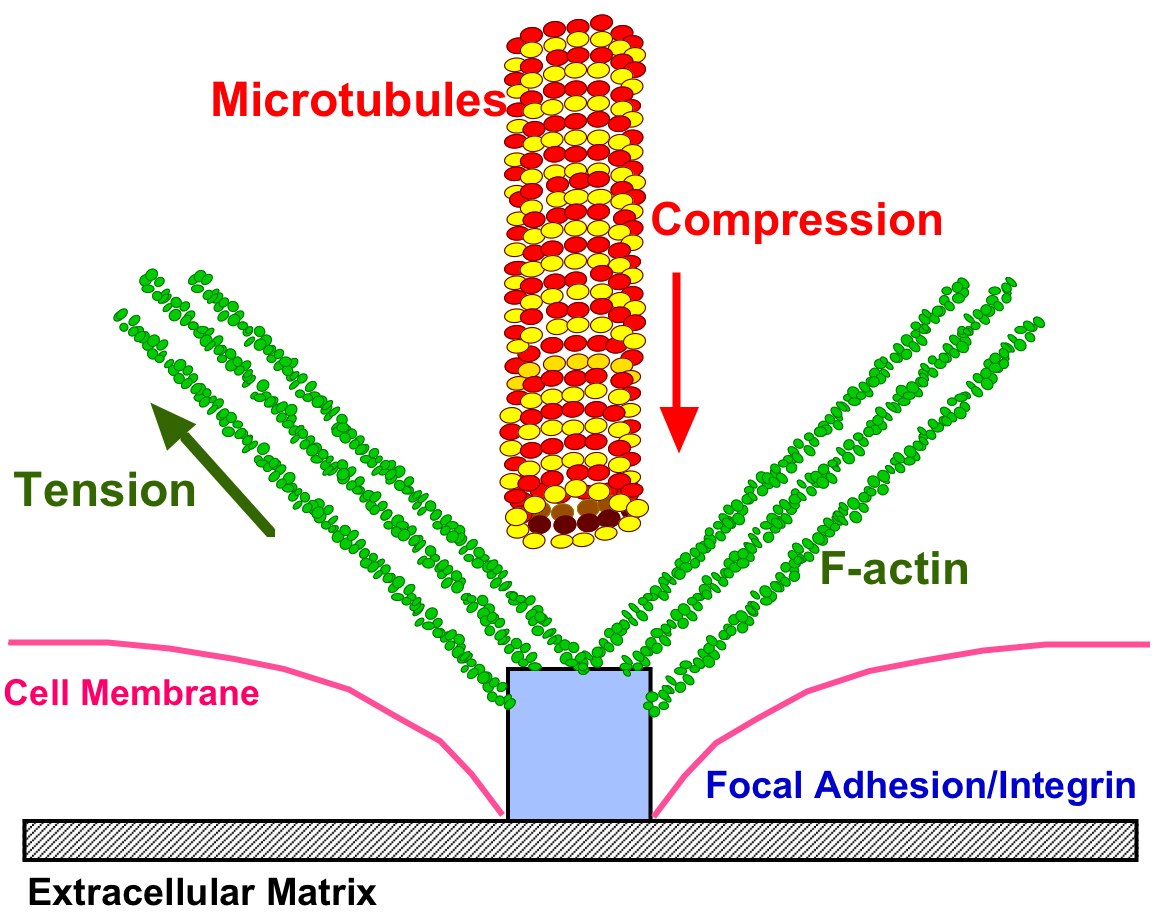 Microtubules
Compression
Tension
F-actin
Cell Membrane
Focal Adhesion/Integrin
Extracellular Matrix